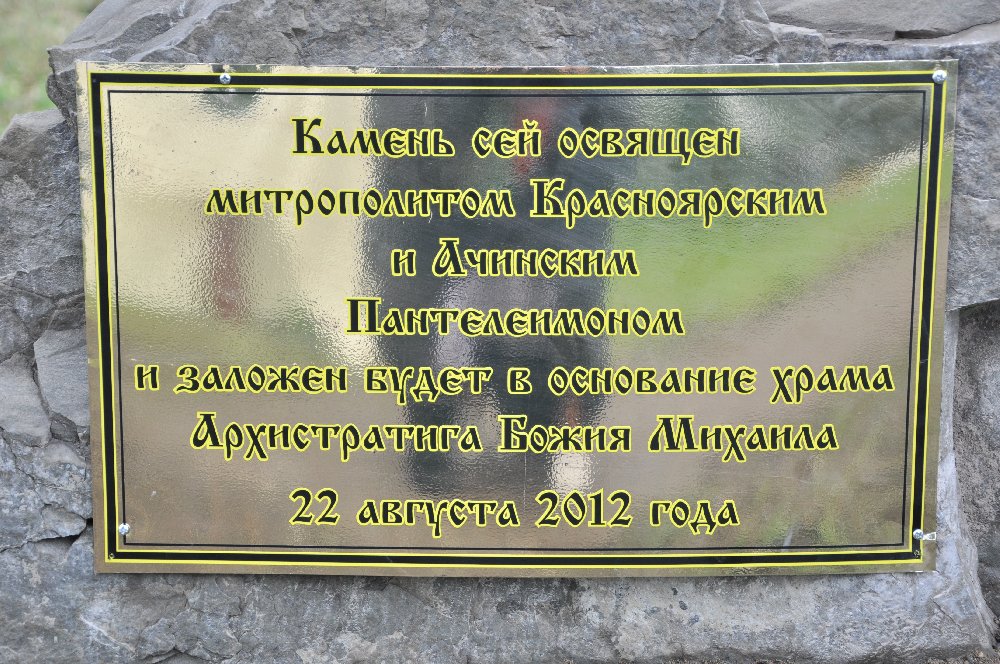 Камень сей освящен
митрополитом Красноярским
и Ачинским
Пантелеимоном
и заложен будет в основание храма
Архистратига Божия Михаила
22 августа 2012 года